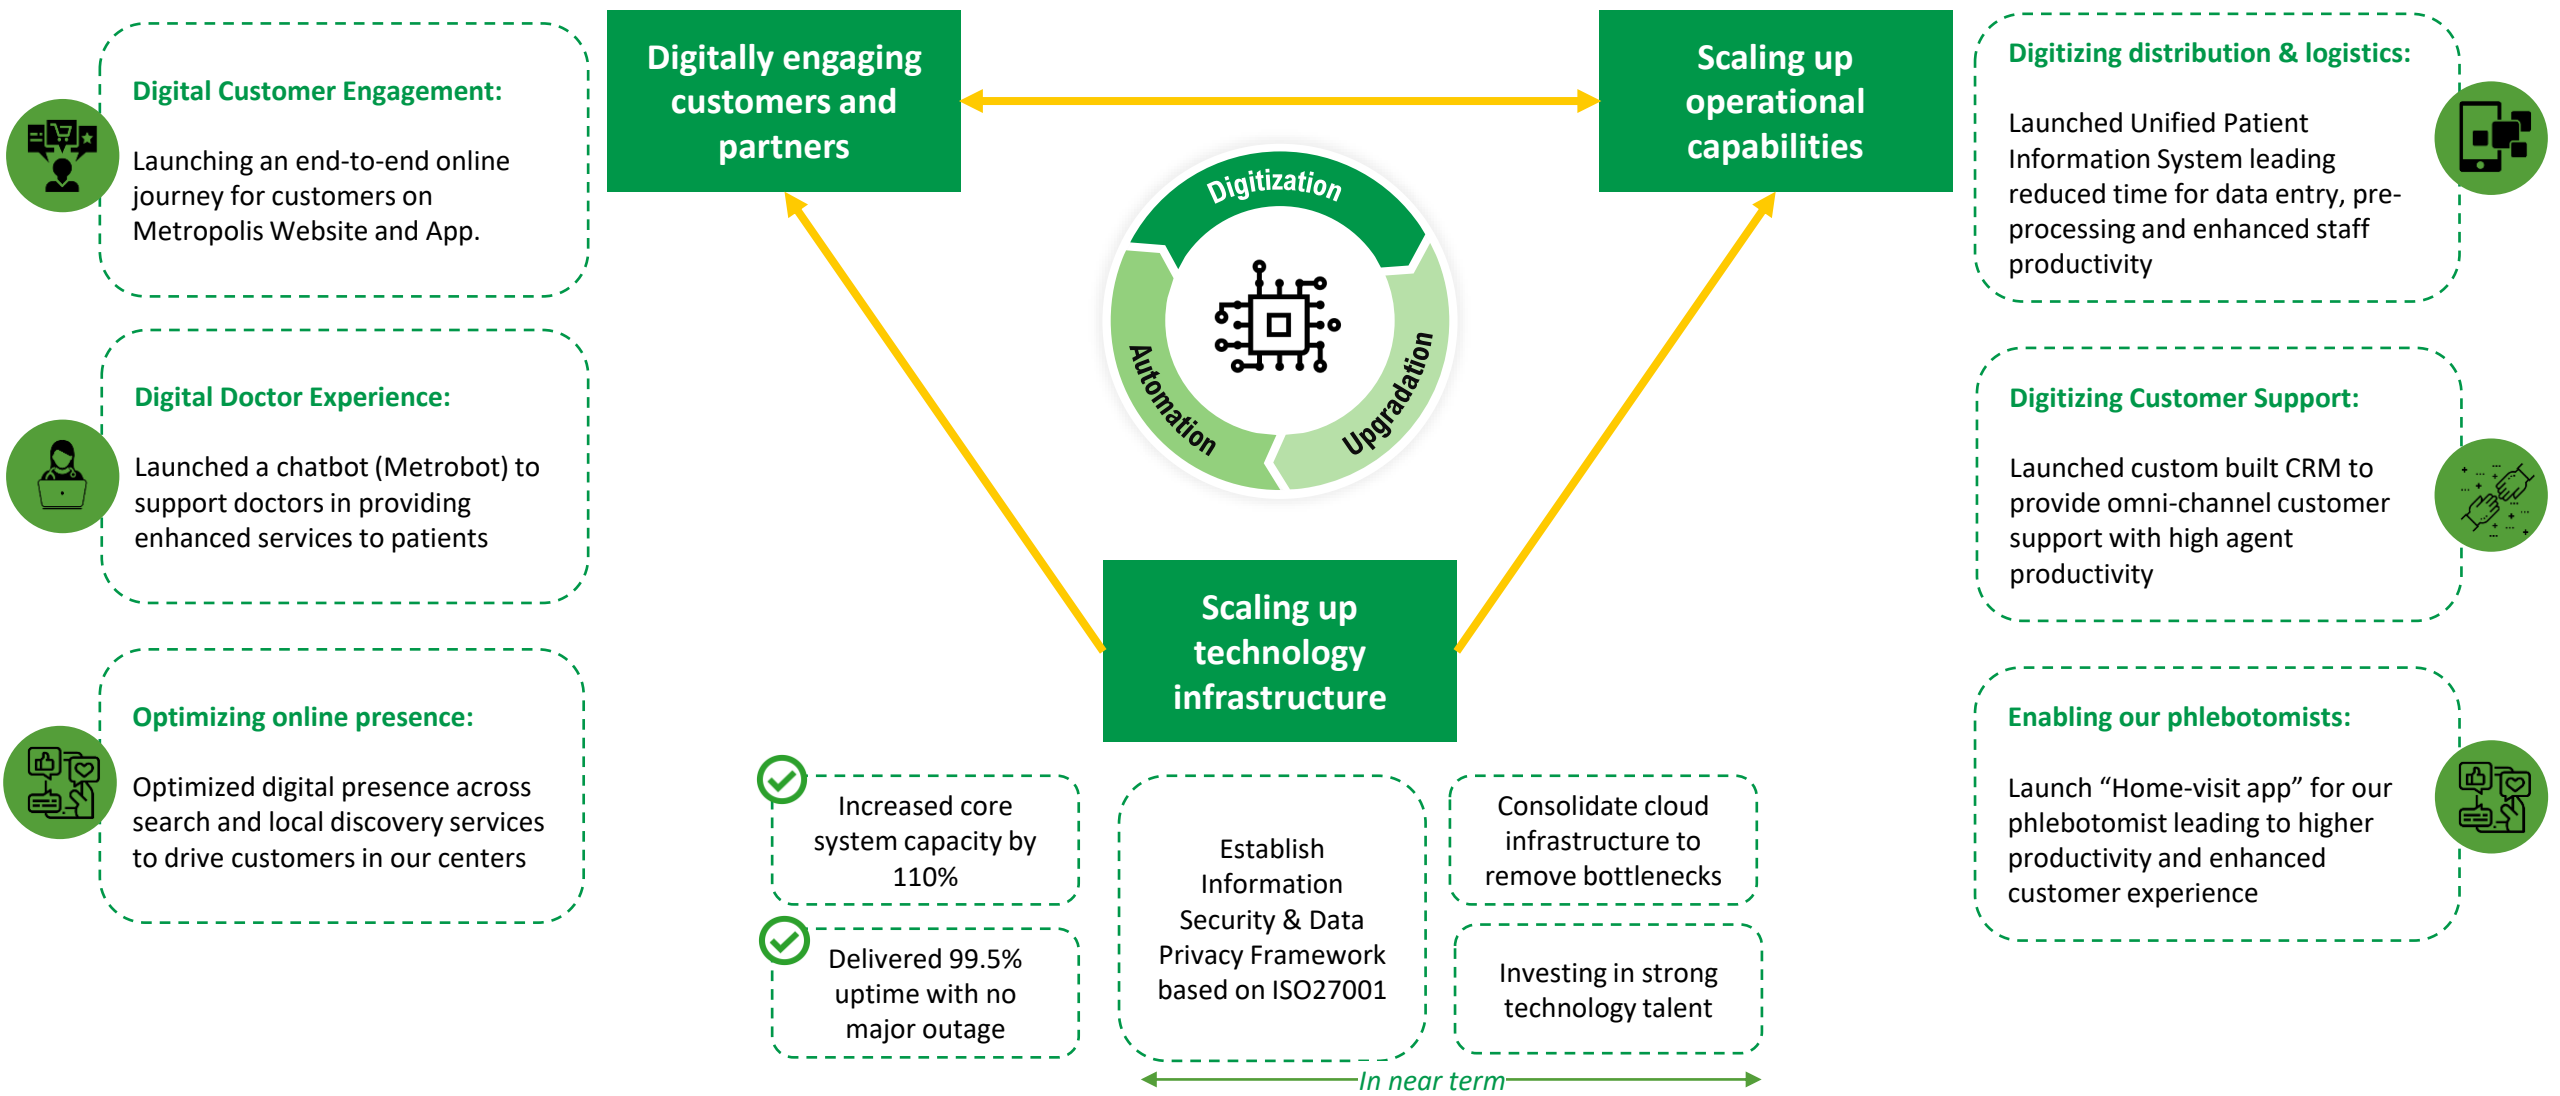 Digital Customer Engagement:
Launching an end-to-end online
journey for customers on
Metropolis Website and App.
Digital Doctor Experience:
Launched a chatbot (Metrobot) to
support doctors in providing
enhanced services to patients
Optimizing online presence:
Optimized digital presence across
search and local discovery services
to drive customers in our centers
Digitally engaging
customers and
partners
Scaling up
operational
capabilities
Digitization
Automation
Upgradation
Scaling up
technology
infrastructure
Increased core
system capacity by
110%
Delivered 99.5%
uptime with no
major outage
Establish
Information
Security & Data
Privacy Framework
based on ISO27001
Consolidate cloud
infrastructure to
remove bottlenecks
Investing in strong
technology talent
In near term
Digitizing distribution & logistics:
Launched Unified Patient
Information System leading
reduced time for data entry, pre-
processing and enhanced staff
productivity
Digitizing Customer Support:
Launched custom built CRM to
provide omni-channel customer
support with high agent
productivity
Enabling our phlebotomists:
Launch “Home-visit app” for our
phlebotomist leading to higher
productivity and enhanced
customer experience